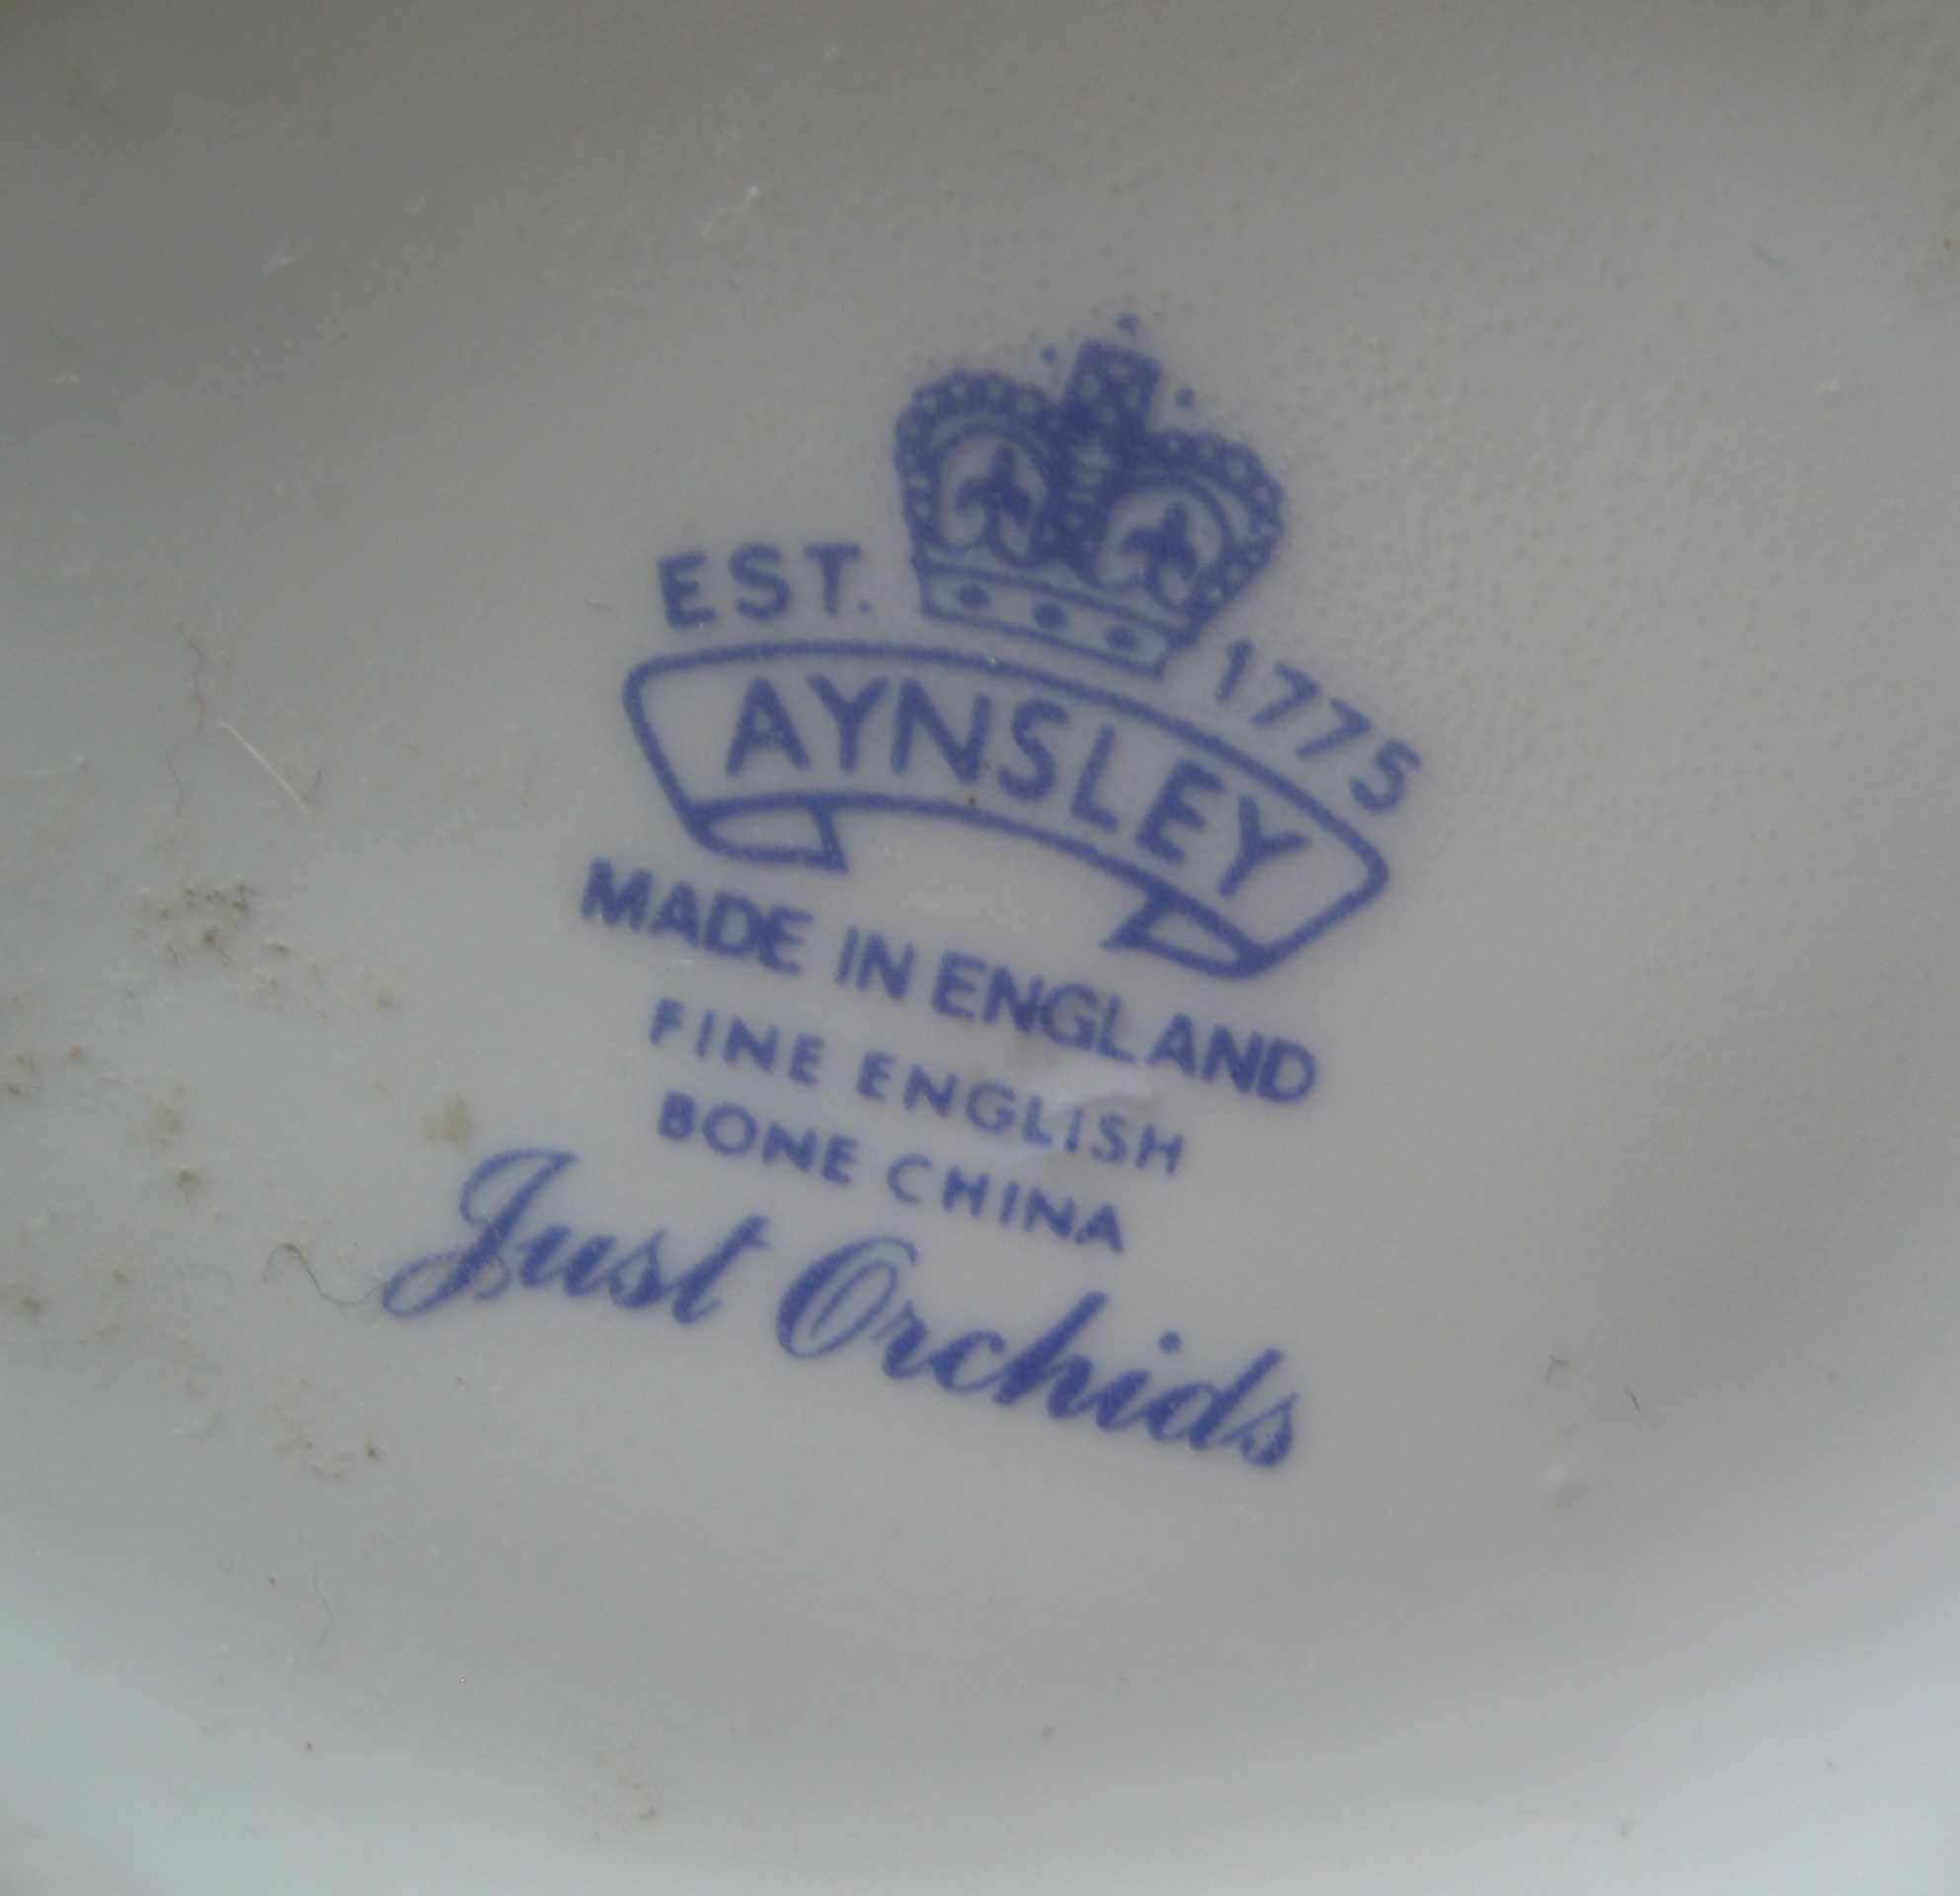 EST. 1775
AYNSLEY
MADE IN ENGLAND
FINE ENGLISH
BONE CHINA
Just Orchids